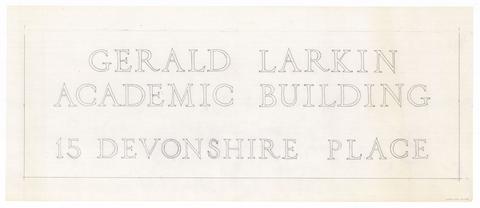 GERALD LARKIN
ACADEMIC BUILDING
15 DEVONSHIRE PLACE